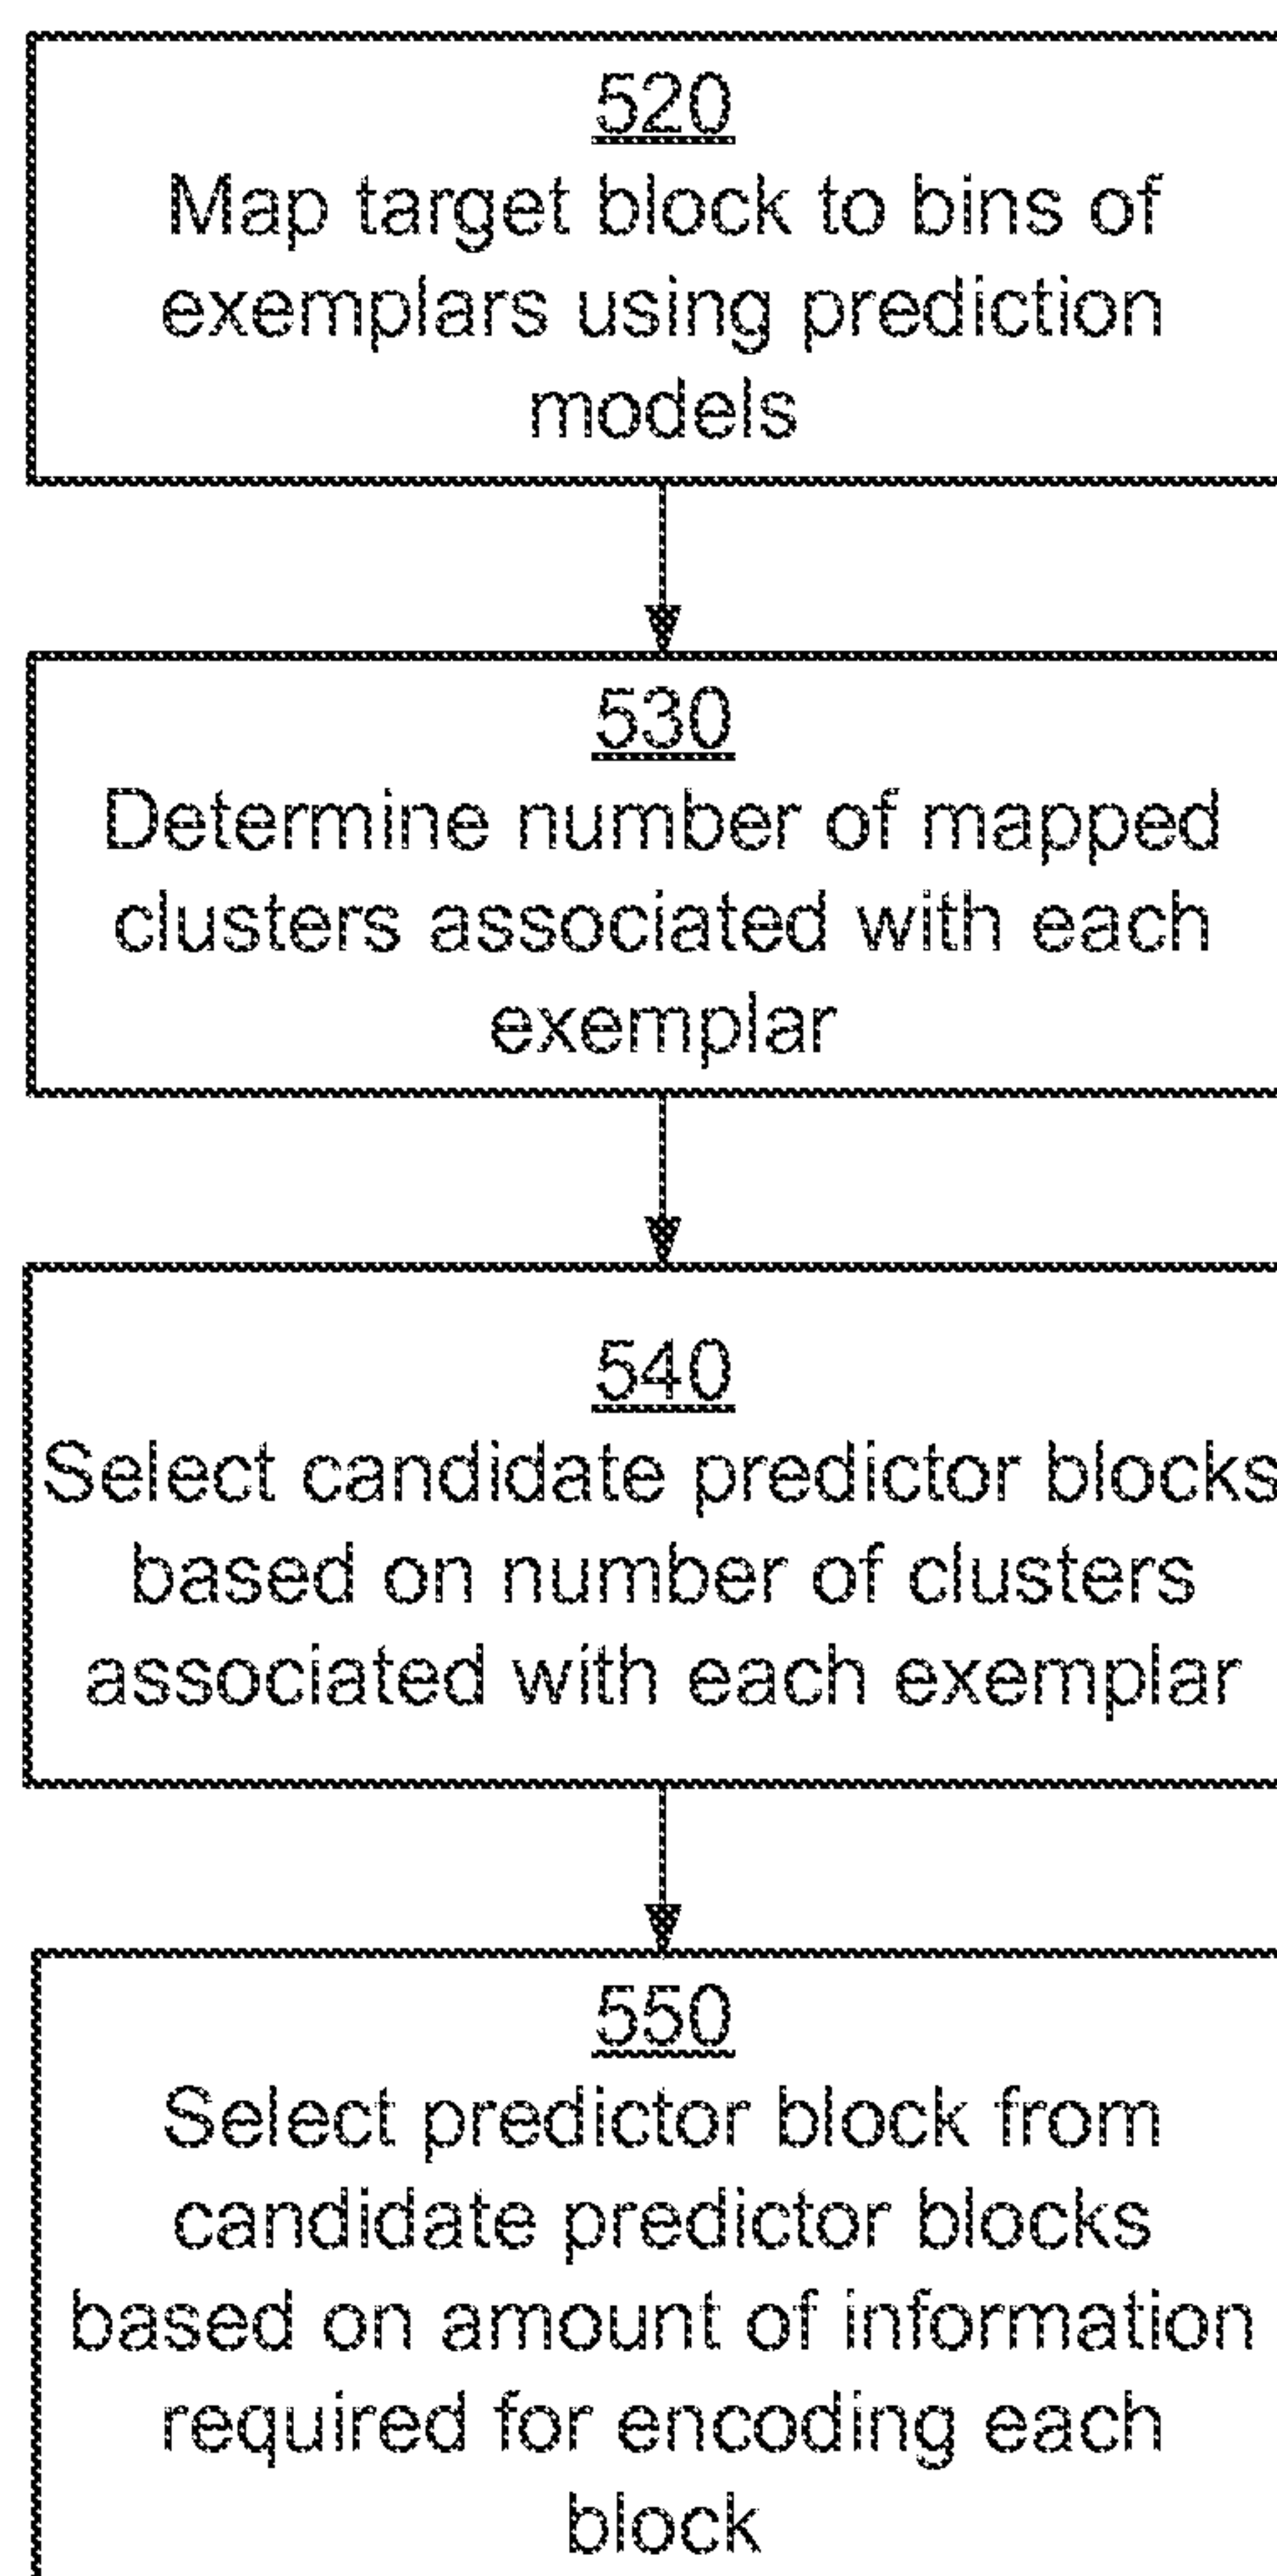 520
Map target block to bins of
exemplars using prediction
models
530
Determine number of mapped
clusters associated with each
exemplar
540
Select candidate predictor blocks
based on number of clusters
associated with each exemplar
550
Select predictor block from
candidate predictor blocks
based on amount of information
required for encoding each
block